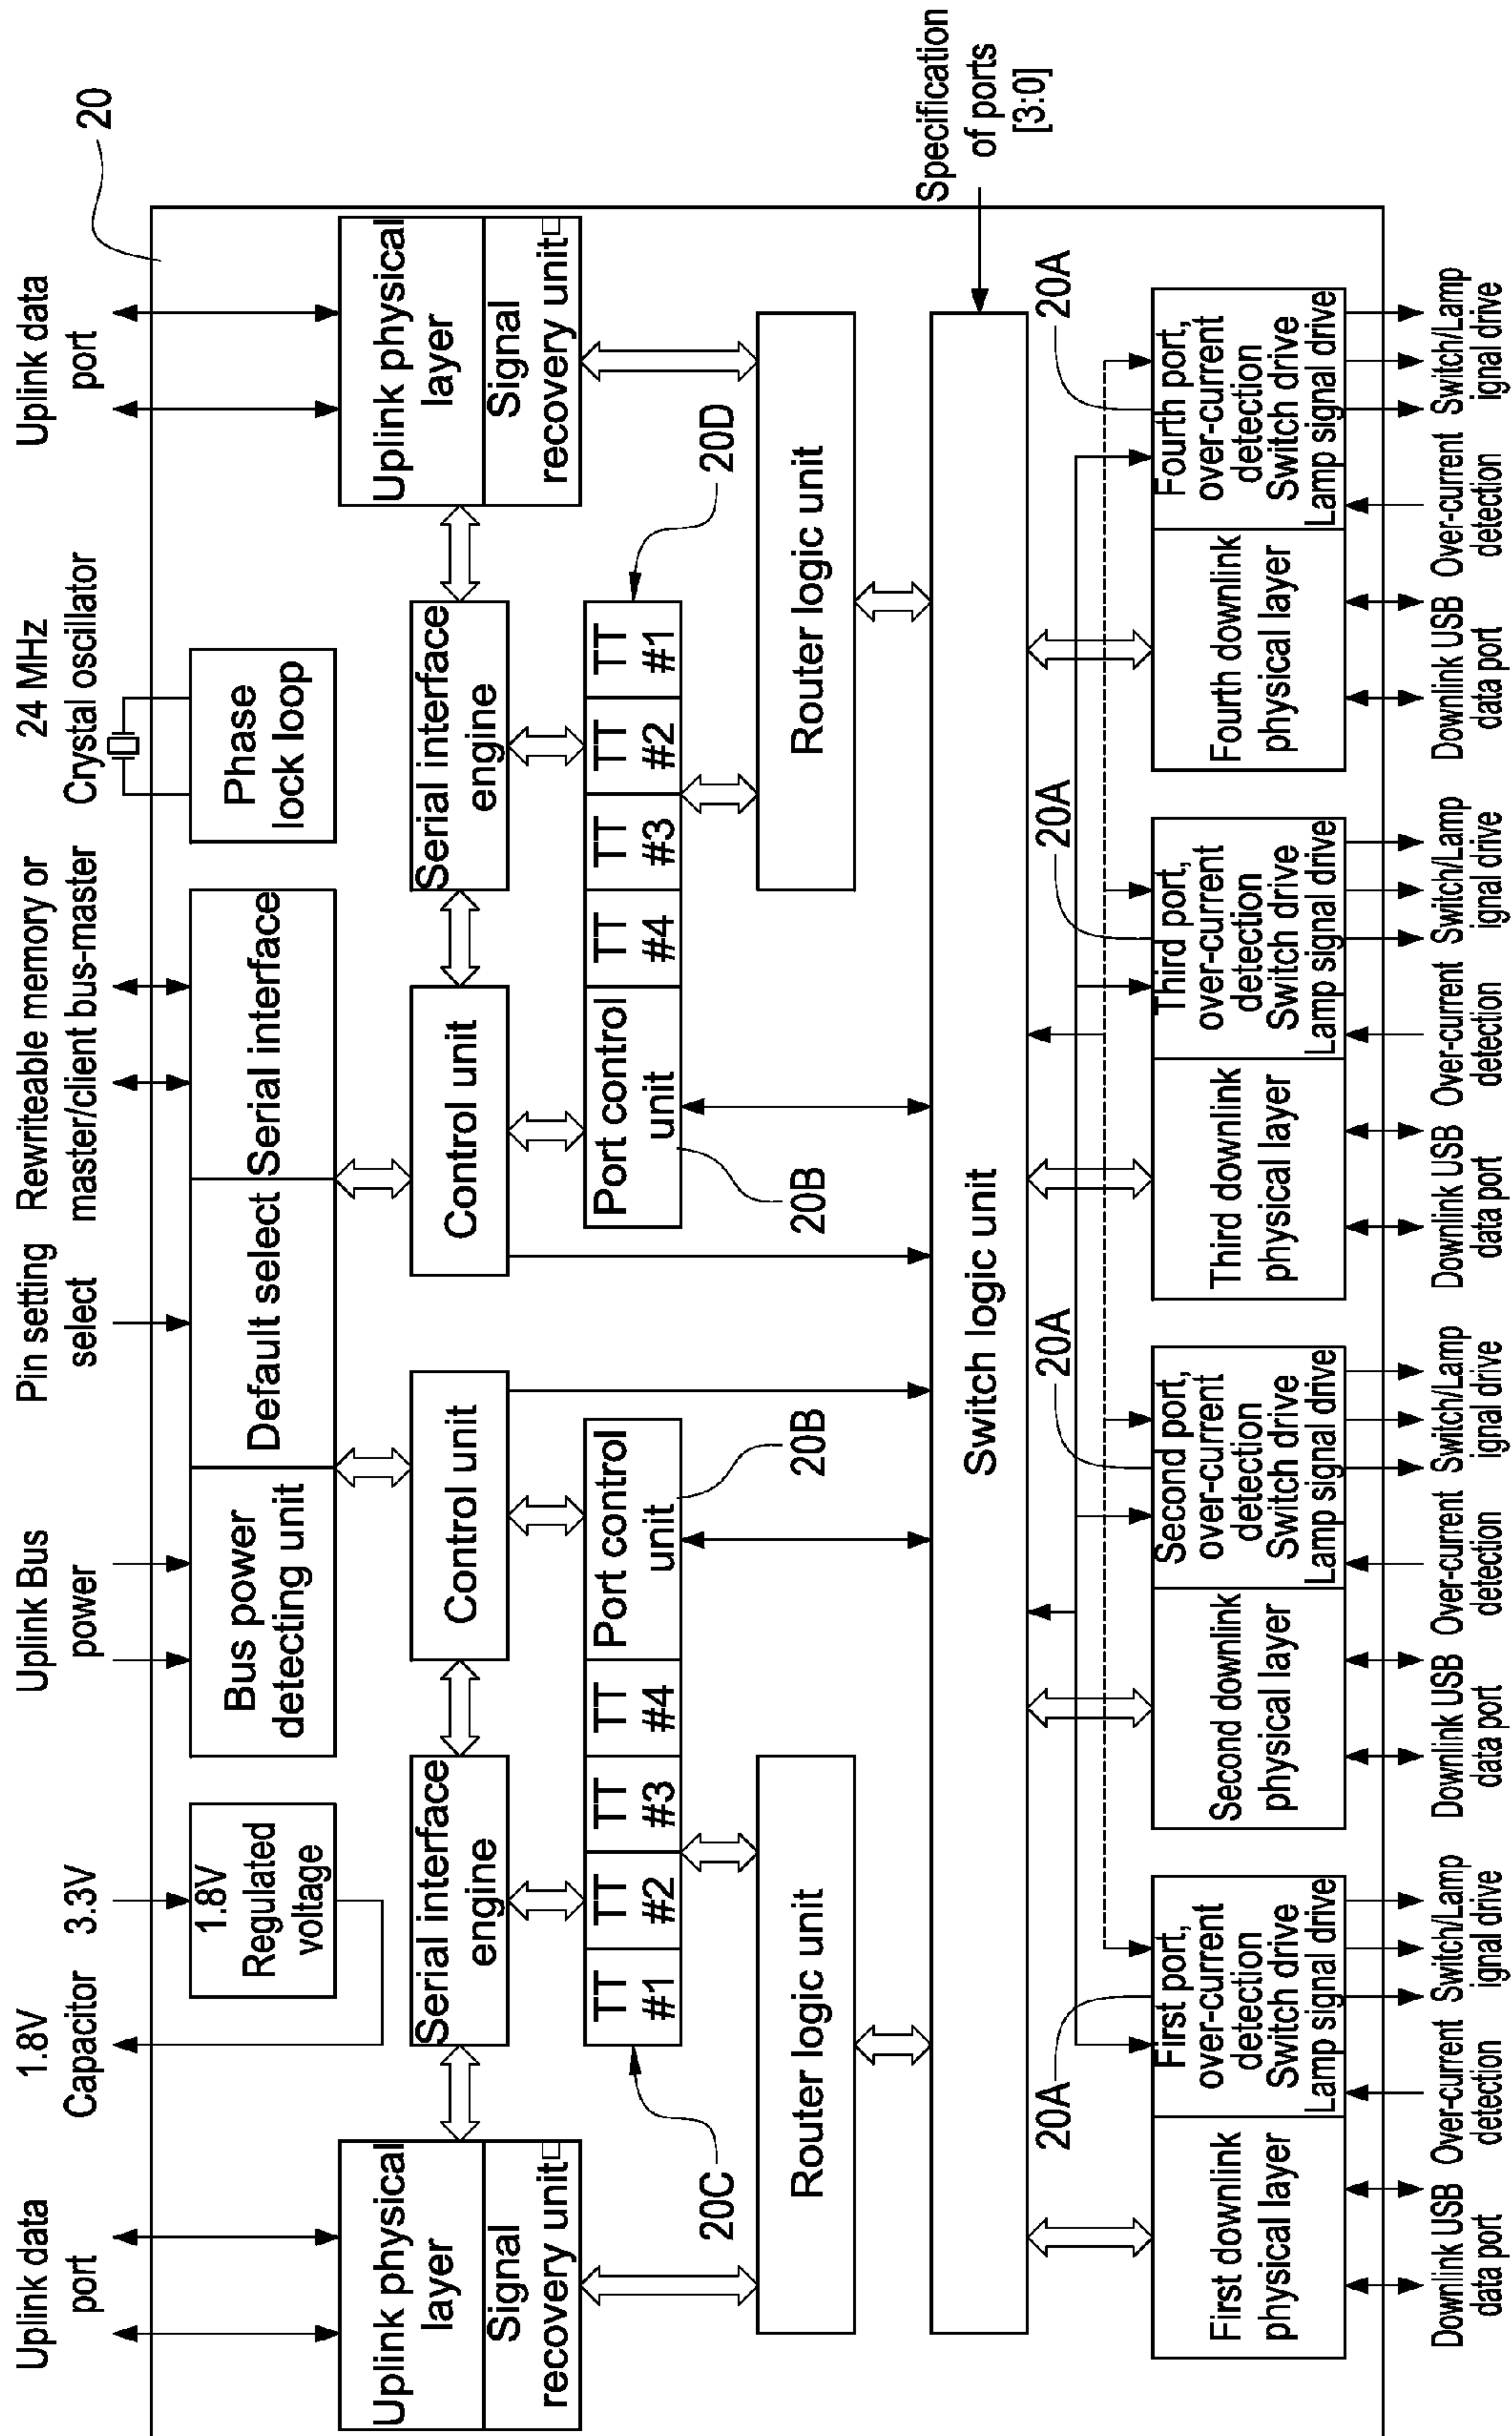 Uplink data
port
1.8V
Capacitor
3.3V
Uplink Bus
power
Pin setting
select
Rewriteable memory or
master/client bus-master
24 MHz
Crystal oscillator
Uplink data
port
20
1.8V
Regulated
voltage
Bus power
detecting unit
Default select
Serial interface
Phase
lock loop
Uplink physical
layer
Signal
recovery unit
Serial interface
engine
Control unit
Control unit
Serial interface
engine
Uplink physical
layer
Signal
recovery unit
20C
TT
#1
TT
#2
TT
#3
TT
#4
Port control
unit
20B
Port control
unit
20B
TT
#4
TT
#3
TT
#2
TT
#1
20D
Router logic unit
Router logic unit
Switch logic unit
Specification
of ports
[3:0]
20A
20A
20A
20A
First downlink
physical layer
First port,
over-current
detection
Switch drive
Lamp signal drive
Second downlink
physical layer
Second port,
over-current
detection
Switch drive
Lamp signal drive
Third downlink
physical layer
Third port,
over-current
detection
Switch drive
Lamp signal drive
Fourth downlink
physical layer
Fourth port,
over-current
detection
Switch drive
Lamp signal drive
Downlink USB
data port
Over-current
detection
Switch/Lamp
ignal drive
Downlink USB
data port
Over-current
detection
Switch/Lamp
ignal drive
Downlink USB
data port
Over-current
detection
Switch/Lamp
ignal drive
Downlink USB
data port
Over-current
detection
Switch/Lamp
ignal drive